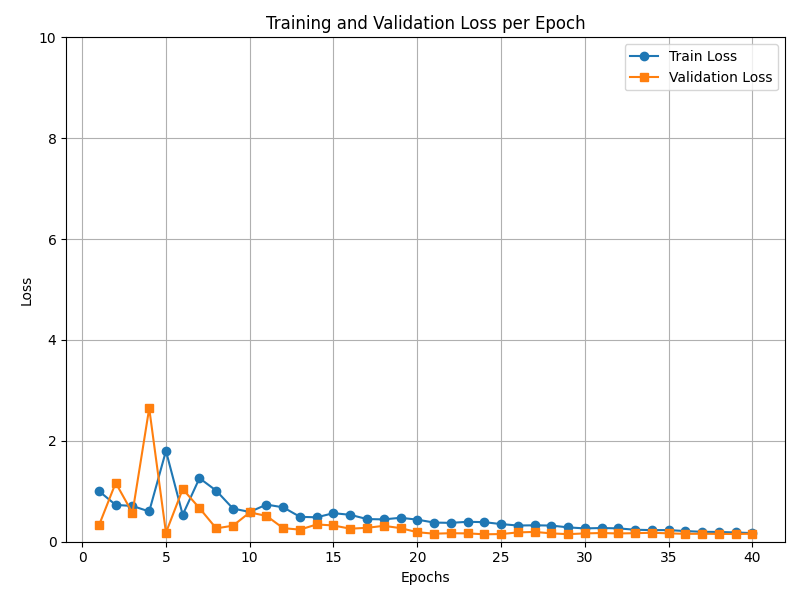 Training and Validation Loss per Epoch
Train Loss
Validation Loss
Loss
10
8
6
4
2
0
0 5 10 15 20 25 30 35 40
Epochs